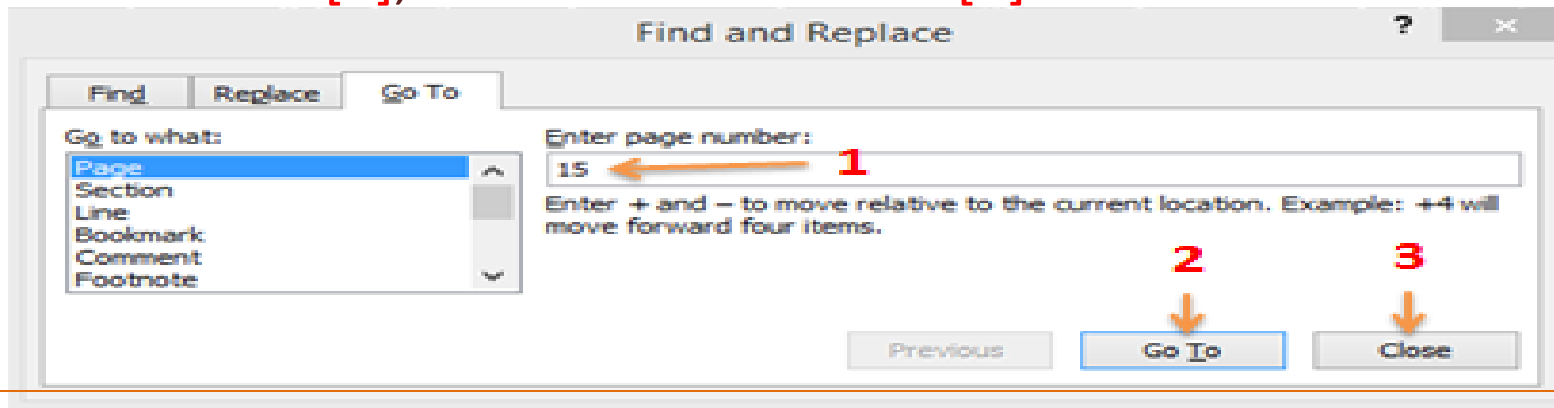 Find and Replace ?
Find Replace Go To
Go to what: Enter page number:
Page
Section
Line
Bookmark
Comment
Footnote
15 1
Enter + and – to move relative to the current location. Example: +4 will
move forward four items.
2 3
Previous Go To Close